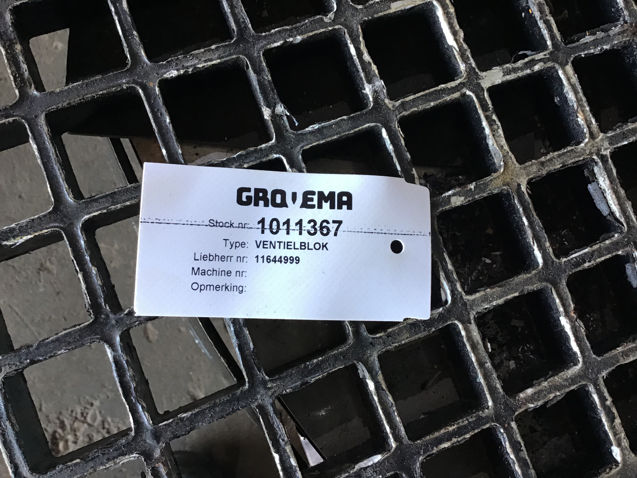 GROVEMA
Stock nr: 1011367
Type: VENTIELBLOK
Liebherr nr: 11644999
Machine nr:
Opmerking: